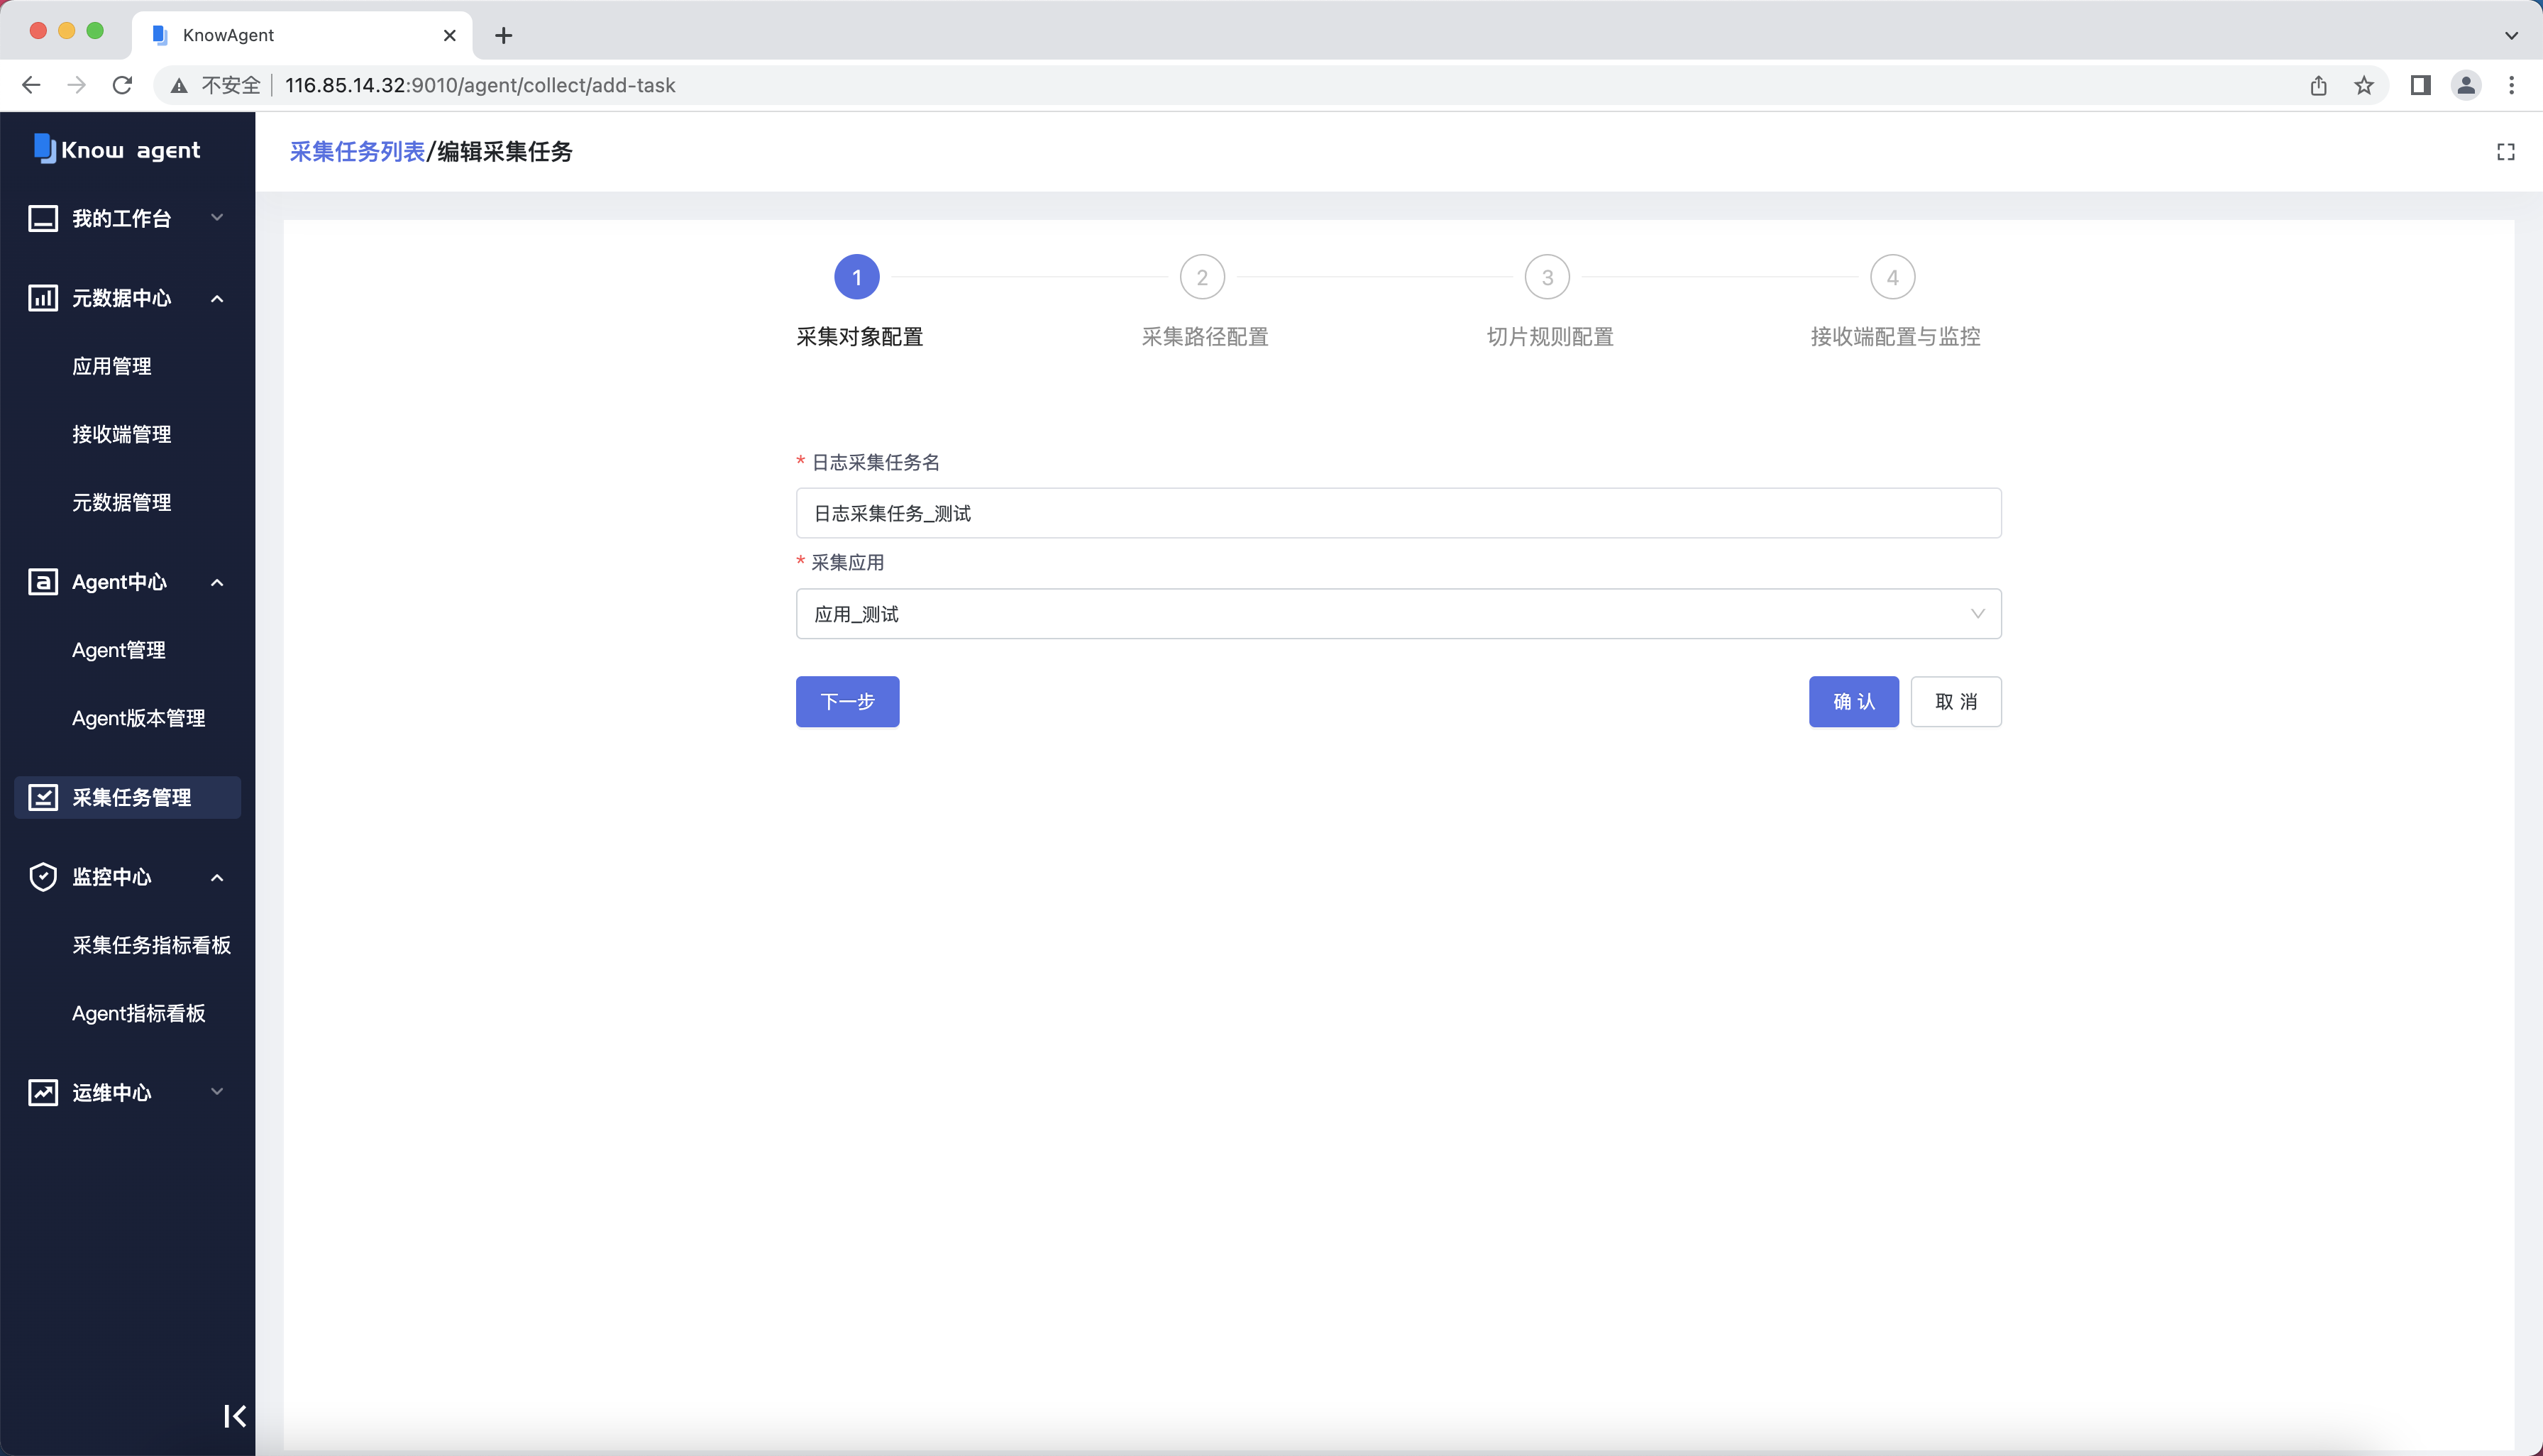 KnowAgent
不安全
116.85.14.32:9010/agent/collect/add-task
Know agent
我的工作台
元数据中心
应用管理
接收端管理
元数据管理
Agent中心
Agent管理
Agent版本管理
采集任务管理
监控中心
采集任务指标看板
Agent指标看板
运维中心
采集任务列表/编辑采集任务
1
采集对象配置
2
采集路径配置
3
切片规则配置
4
接收端配置与监控
* 日志采集任务名
日志采集任务_测试
* 采集应用
应用_测试
下一步
确 认
取 消